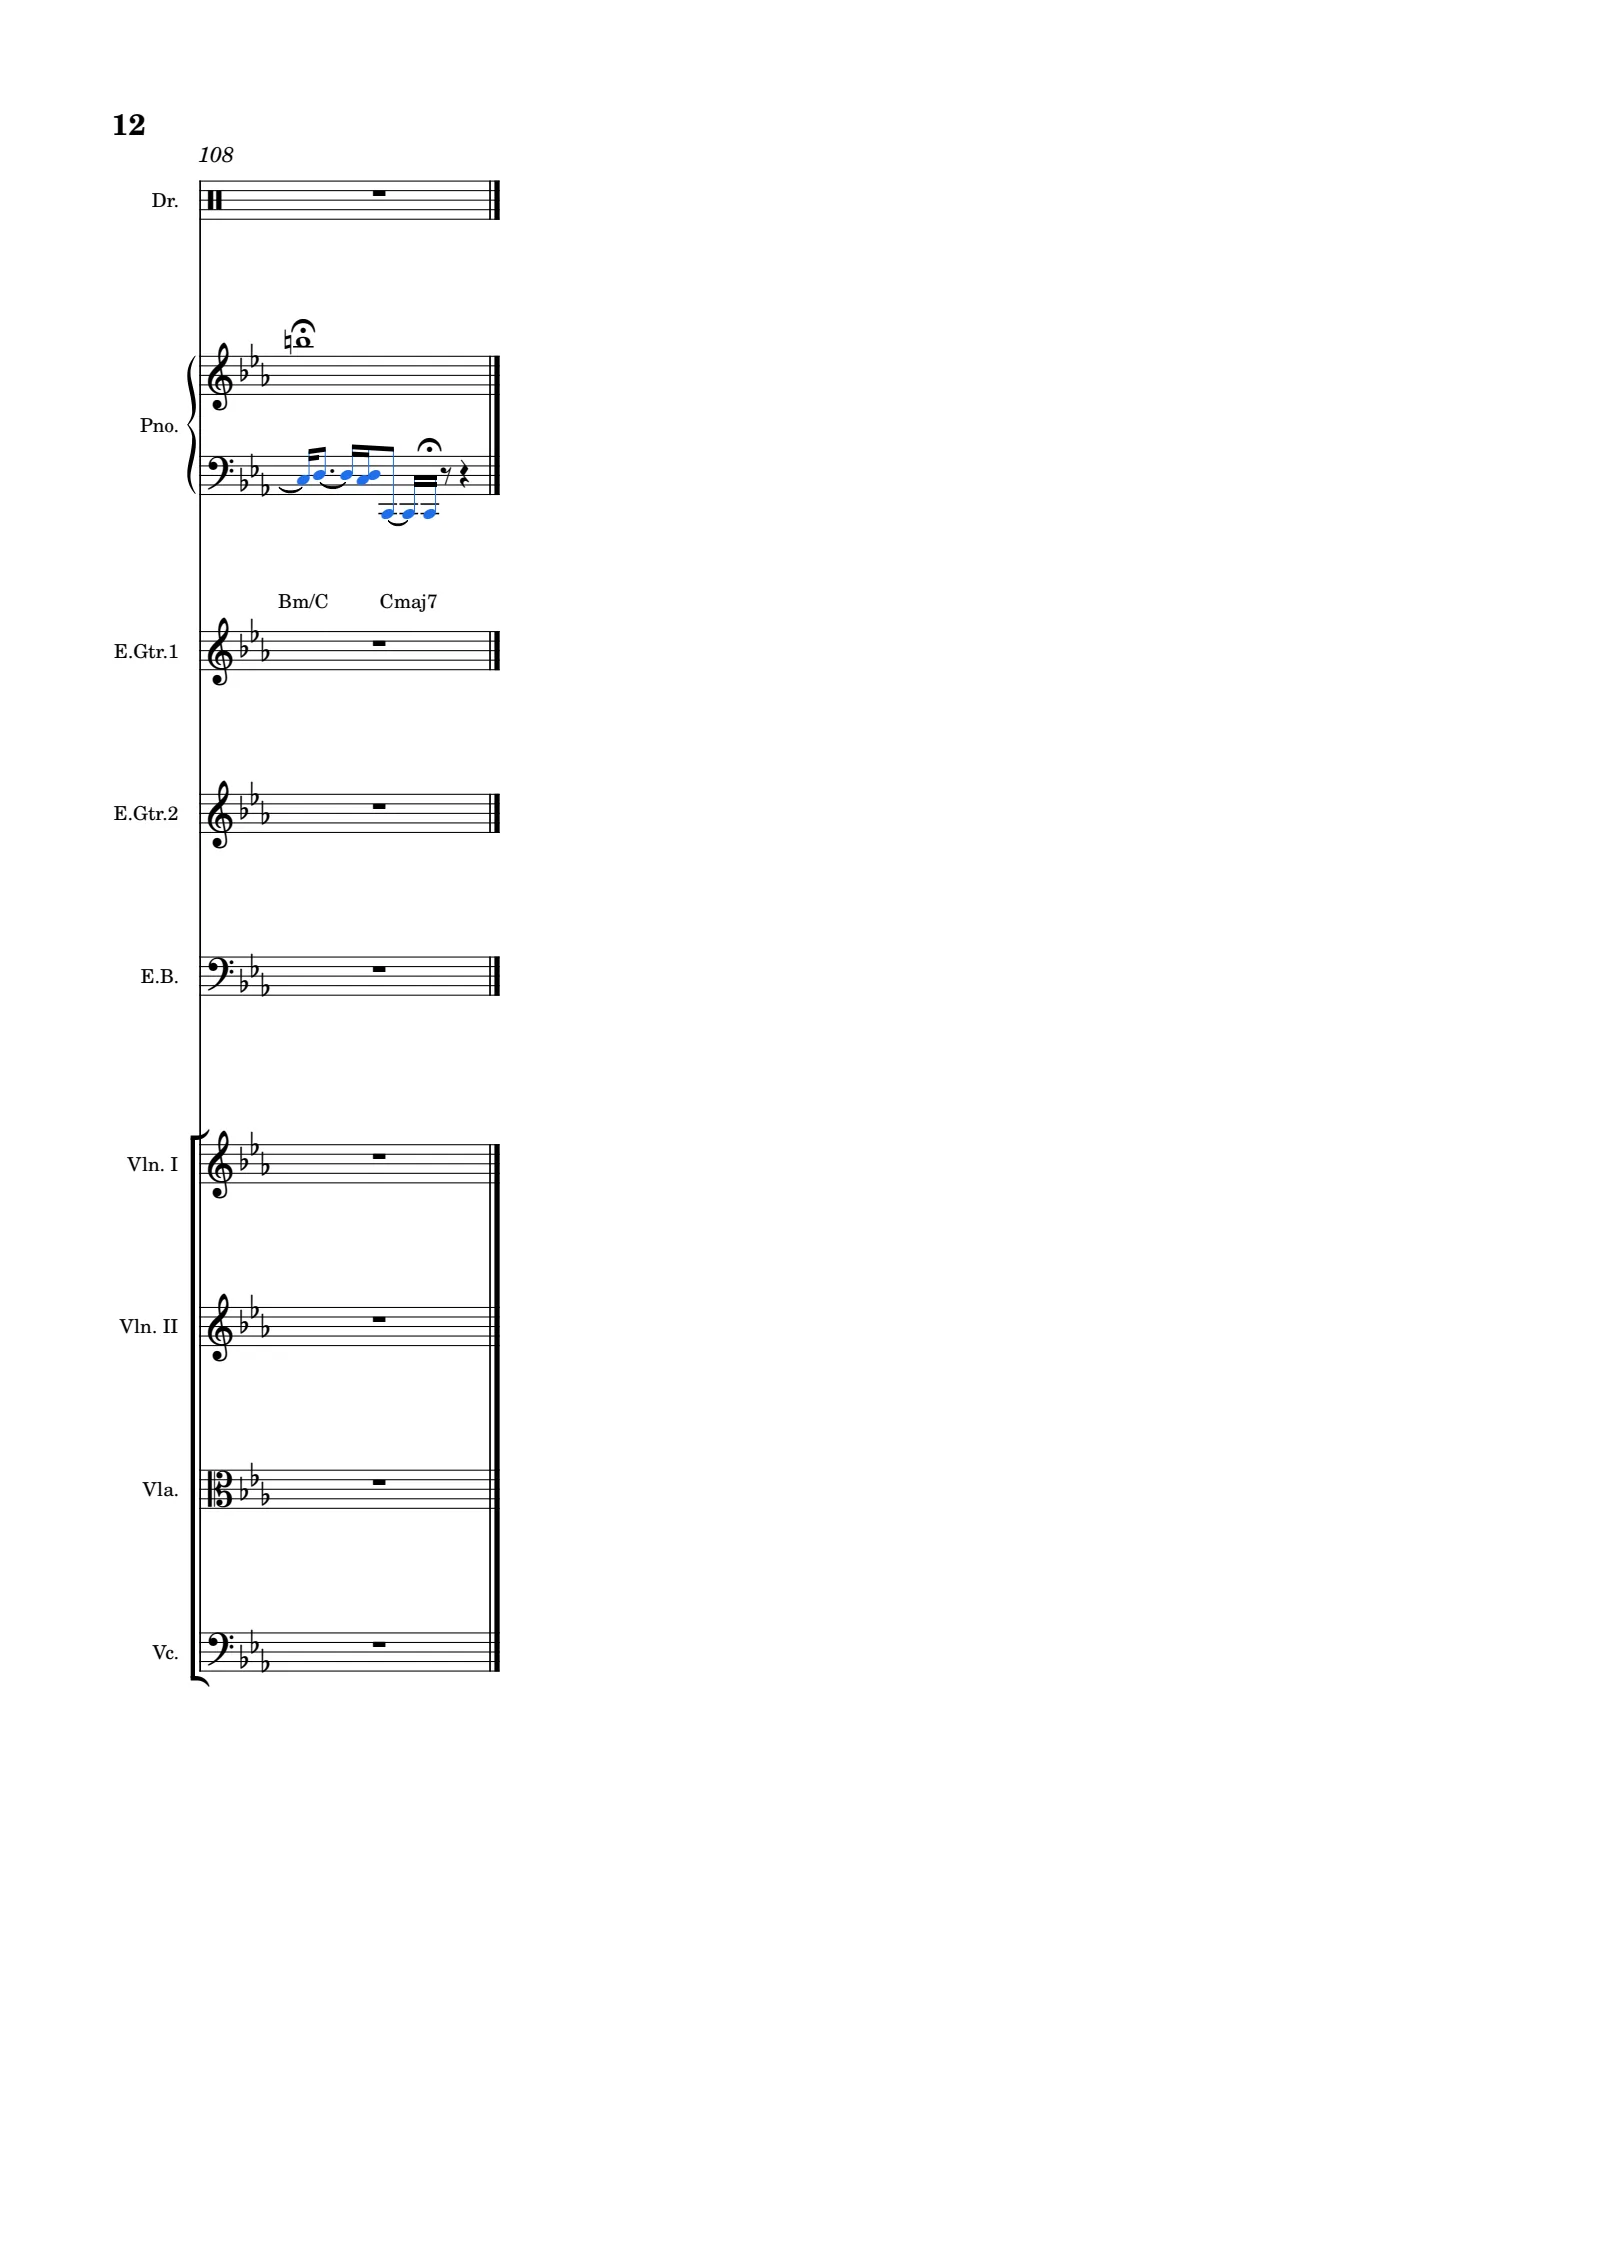 12
108
Dr.
Pno.
Bm/C Cmaj7
E.Gtr.1
E.Gtr.2
E.B.
Vln. I
Vln. II
Vla.
Vc.